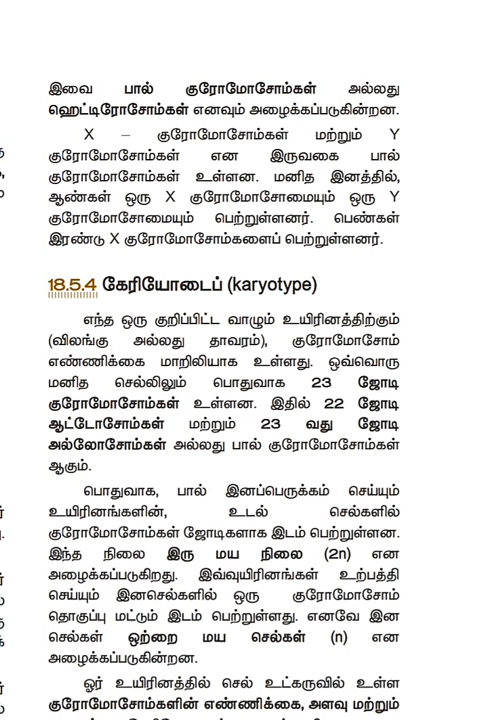 இவை பால் குரோமோசோம்கள் அல்லது
ஹெட்டிரோசோம்கள் எனவும் அழைக்கப்படுகின்றன.
X – குரோமோசோம்கள் மற்றும் Y
குரோமோசோம்கள் என இருவகை பால்
குரோமோசோம்கள் உள்ளன. மனித இனத்தில்,
ஆண்கள் ஒரு X குரோமோசோமையும் ஒரு Y
குரோமோசோமையும் பெற்றுள்ளனர். பெண்கள்
இரண்டு X குரோமோசோம்களைப் பெற்றுள்ளனர்.
18.5.4 கேரியோடைப் (karyotype)
எந்த ஒரு குறிப்பிட்ட வாழும் உயிரினத்திற்கும்
(விலங்கு அல்லது தாவரம்), குரோமோசோம்
எண்ணிக்கை மாறிலியாக உள்ளது. ஒவ்வொரு
மனித செல்லிலும் பொதுவாக 23 ஜோடி
குரோமோசோம்கள் உள்ளன. இதில் 22 ஜோடி
ஆட்டோசோம்கள் மற்றும் 23 வது ஜோடி
அல்லோசோம்கள் அல்லது பால் குரோமோசோம்கள்
ஆகும்.
பொதுவாக, பால் இனப்பெருக்கம் செய்யும்
உயிரினங்களின், உடல் செல்களில்
குரோமோசோம்கள் ஜோடிகளாக இடம் பெற்றுள்ளன.
இந்த நிலை இரு மய நிலை (2n) என
அழைக்கப்படுகிறது. இவ்வுயிரினங்கள் உற்பத்தி
செய்யும் இனசெல்களில் ஒரு குரோமோசோம்
தொகுப்பு மட்டும் இடம் பெற்றுள்ளது. எனவே இன
செல்கள் ஒற்றை மய செல்கள் (n) என
அழைக்கப்படுகின்றன.
ஓர் உயிரினத்தில் செல் உட்கருவில் உள்ள
குரோமோசோம்களின் எண்ணிக்கை, அளவு மற்றும்